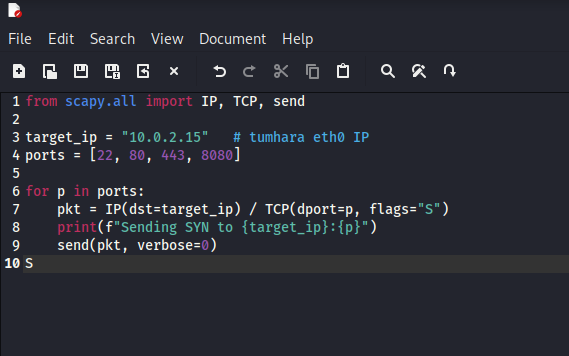 File Edit Search View Document Help
1 from scapy.all import IP, TCP, send
2
3 target_ip = "10.0.2.15"   # tumhara eth0 IP
4 ports = [22, 80, 443, 8080]
5
6 for p in ports:
7     pkt = IP(dst=target_ip) / TCP(dport=p, flags="S")
8     print(f"Sending SYN to {target_ip}:{p}")
9     send(pkt, verbose=0)
10 S